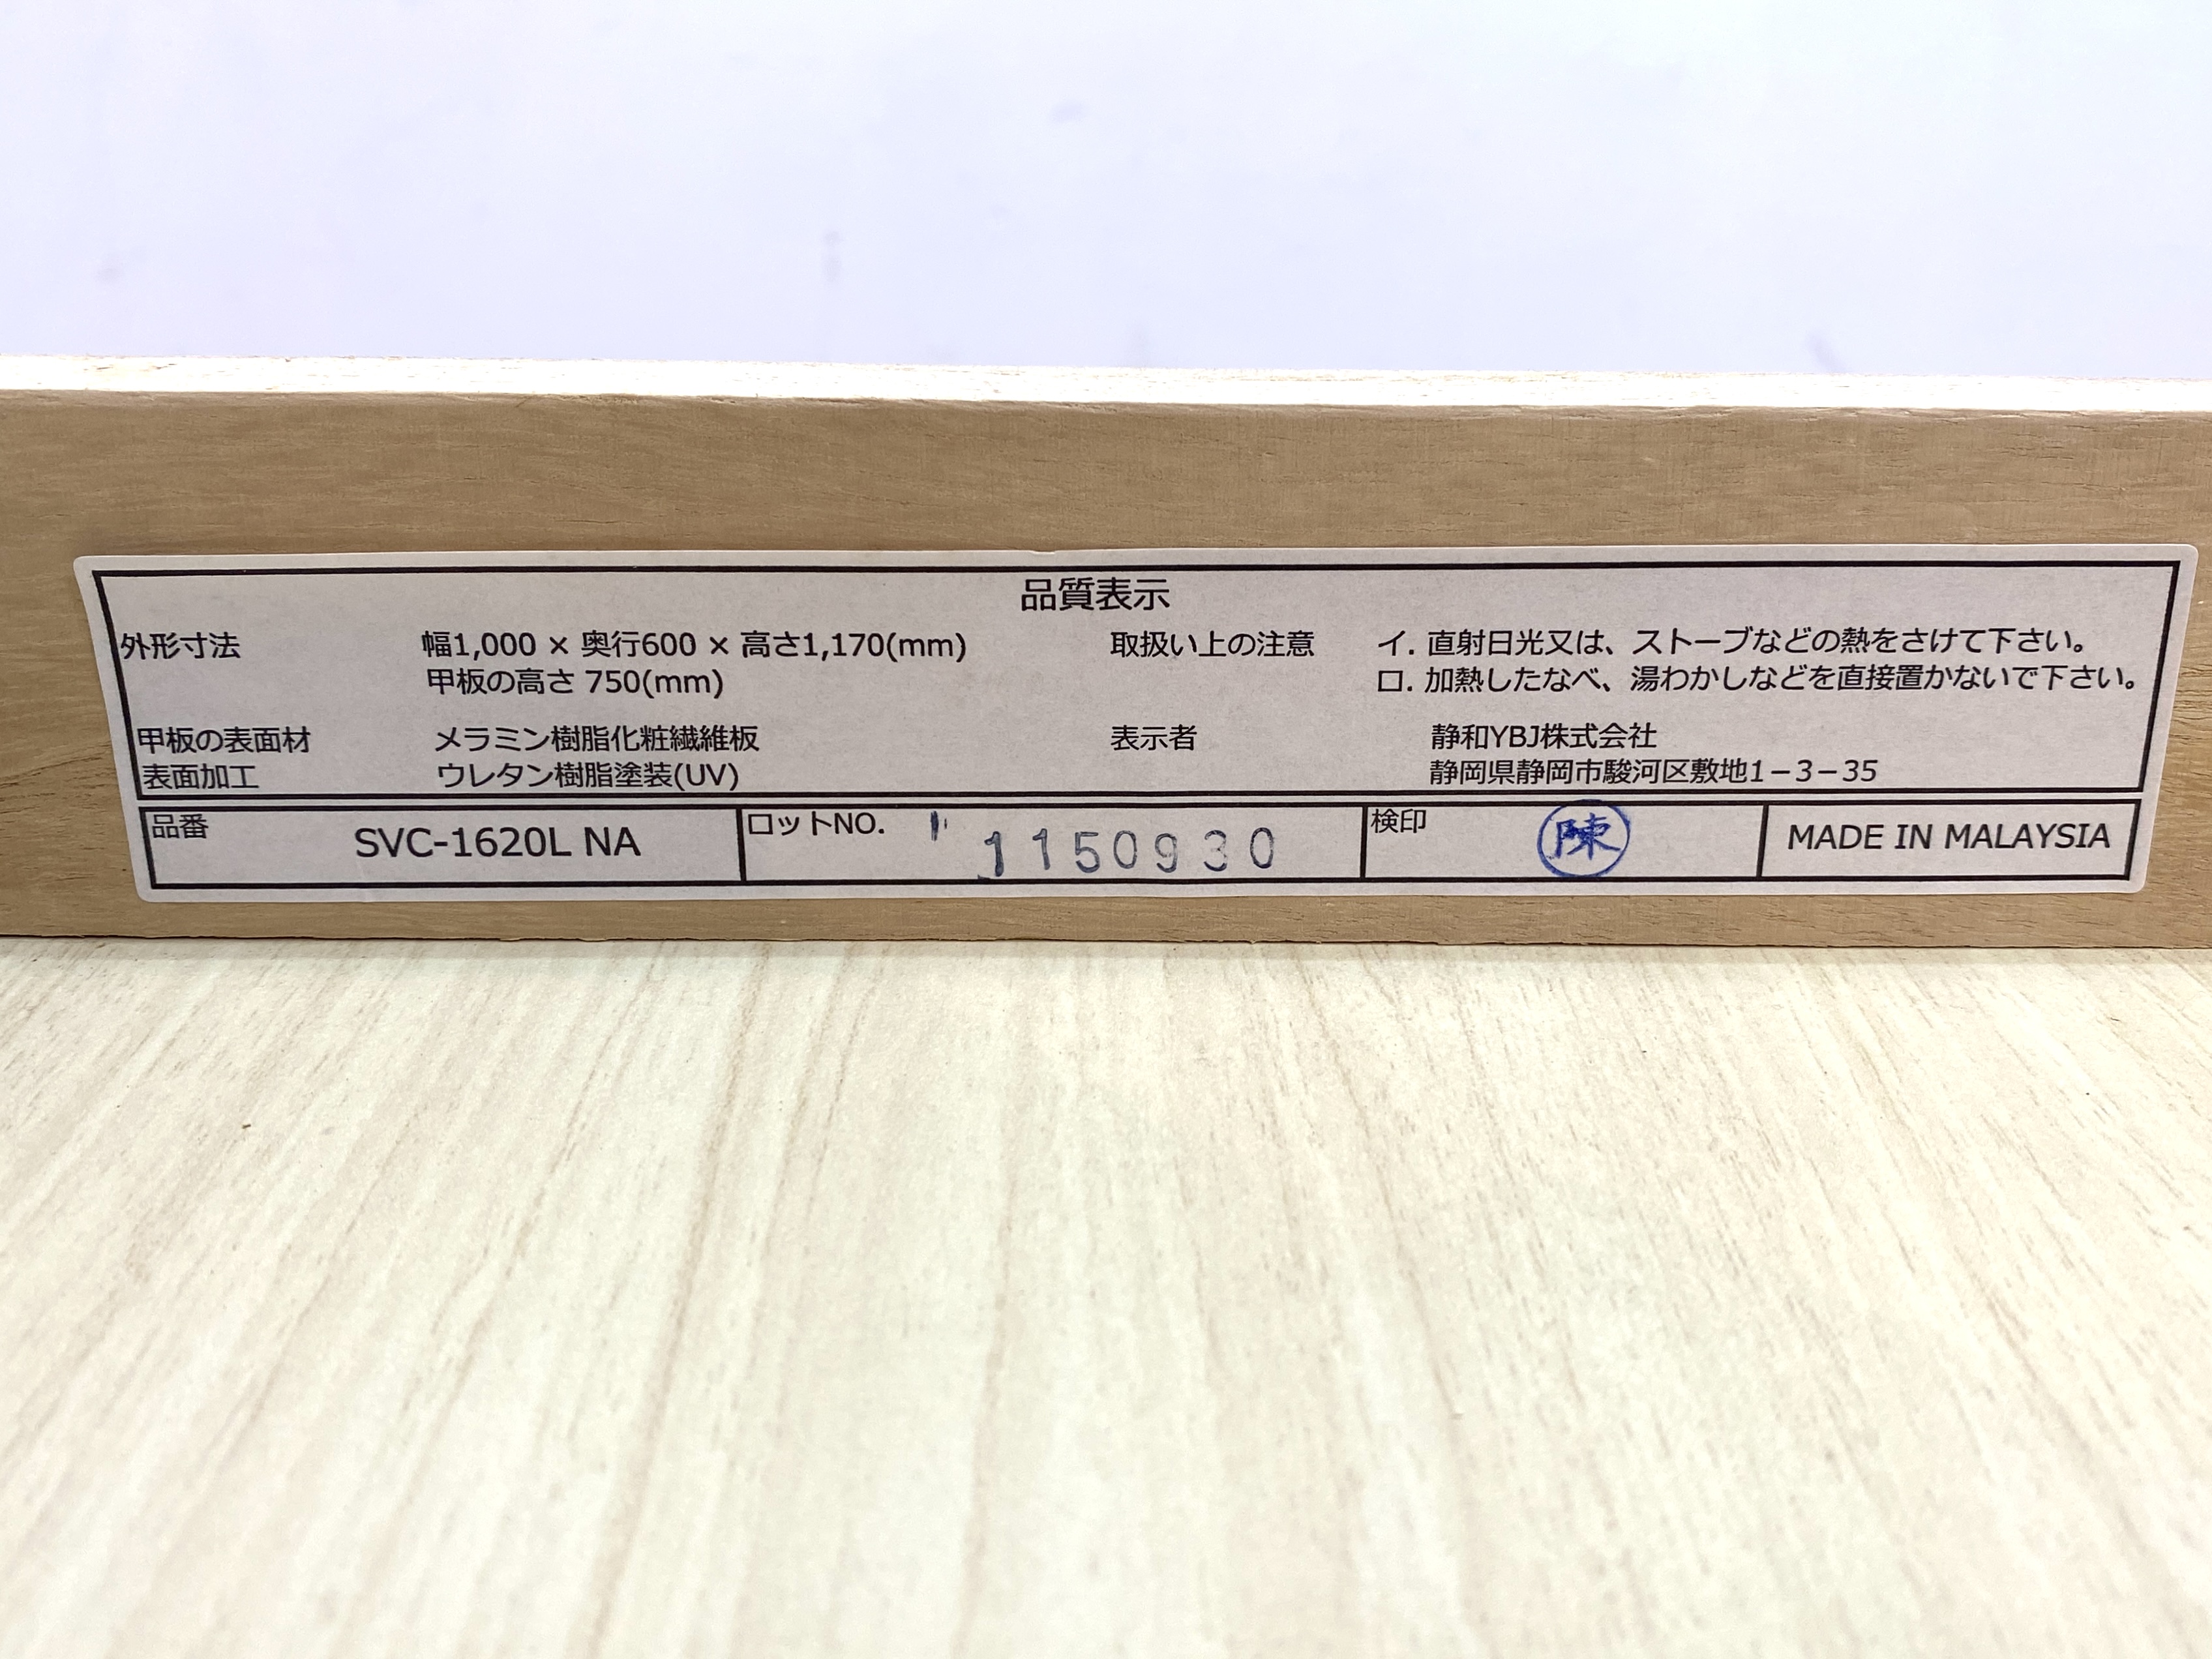 品質表示
外形寸法 幅1,000 × 奥行600 × 高さ1,170(mm)
甲板の高さ 750(mm)
甲板の表面材 メラミン樹脂化粧繊維板
表面加工 ウレタン樹脂塗装(UV)
取扱い上の注意 イ. 直射日光又は、ストーブなどの熱をさけて下さい。
ロ. 加熱したなべ、湯わかしなどを直接置かないで下さい。
表示者 静和YBJ株式会社
静岡県静岡市駿河区敷地1－3－35
品番 SVC-1620L NA
ロットNO. 1150930
検印 陳
MADE IN MALAYSIA